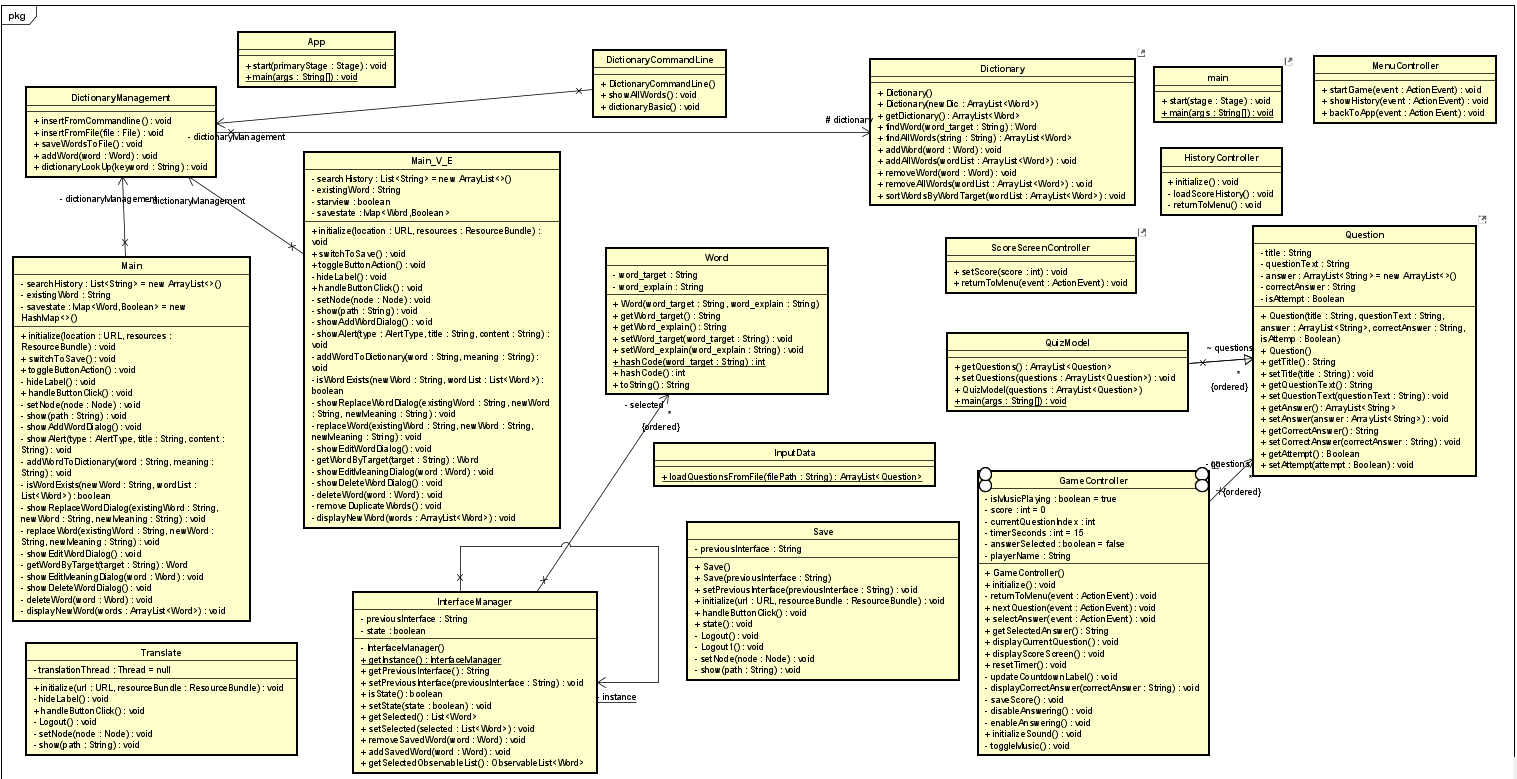 pkg
App
+ start(primaryStage : Stage) : void
+ main(args : String[]) : void
DictionaryCommandLine
+ DictionaryCommandLine()
+ showAllWords() : void
+ dictionaryBasic() : void
Dictionary
+ Dictionary()
+ Dictionary(newDic : ArrayList<Word>)
+ getDictionary() : ArrayList<Word>
+ findWord(word_target : String) : Word
+ findAllWords(string : String) : ArrayList<Word>
+ addWord(word : Word) : void
+ addAllWords(wordList : ArrayList<Word>) : void
+ removeWord(word : Word) : void
+ removeAllWords(wordList : ArrayList<Word>) : void
+ sortWordsByWordTarget(wordList : ArrayList<Word>) : void
main
+ start(stage : Stage) : void
+ main(args : String[]) : void
MenuController
+ startGame(event : ActionEvent) : void
+ showHistory(event : ActionEvent) : void
+ backToApp(event : ActionEvent) : void
DictionaryManagement
+ insertFromCommandline() : void
+ insertFromFile(file : File) : void
+ saveWordsToFile() : void
+ addWord(word : Word) : void
+ dictionaryLookUp(keyword : String) : void
- dictionaryManagement
# dictionary
- dictionaryManagement
dictionaryManagement
HistoryController
+ initialize() : void
- loadScoreHistory() : void
- returnToMenu() : void
Main_V_E
- searchHistory : List<String> = new ArrayList<>()
- existingWord : String
- starview : boolean
- savestate : Map<Word,Boolean>
+ initialize(location : URL, resources : ResourceBundle) :
void
+ switchToSave() : void
+ toggleButtonAction() : void
- hideLabel() : void
+ handleButtonClick() : void
- setNode(node : Node) : void
- show(path : String) : void
- showAddWordDialog() : void
- showAlert(type : AlertType, title : String, content : String) :
void
- addWordToDictionary(word : String, meaning : String) :
void
- isWordExists(newWord : String, wordList : List<Word>) :
boolean
- showReplaceWordDialog(existingWord : String, newWord
: String, newMeaning : String) : void
- replaceWord(existingWord : String, newWord : String,
newMeaning : String) : void
- showEditWordDialog() : void
- getWordByTarget(target : String) : Word
- showEditMeaningDialog(word : Word) : void
- showDeleteWordDialog() : void
- deleteWord(word : Word) : void
- removeDuplicateWords() : void
- displayNewWord(words : ArrayList<Word>) : void
Main
- searchHistory : List<String> = new ArrayList<>()
- existingWord : String
- savestate : Map<Word,Boolean> = new
HashMap<>()
+ initialize(location : URL, resources :
ResourceBundle) : void
+ switchToSave() : void
+ toggleButtonAction() : void
- hideLabel() : void
+ handleButtonClick() : void
- setNode(node : Node) : void
- show(path : String) : void
- showAddWordDialog() : void
- showAlert(type : AlertType, title : String, content :
String) : void
- addWordToDictionary(word : String, meaning :
String) : void
- isWordExists(newWord : String, wordList :
List<Word>) : boolean
- showReplaceWordDialog(existingWord : String,
newWord : String, newMeaning : String) : void
- replaceWord(existingWord : String, newWord :
String, newMeaning : String) : void
- showEditWordDialog() : void
- getWordByTarget(target : String) : Word
- showEditMeaningDialog(word : Word) : void
- showDeleteWordDialog() : void
- deleteWord(word : Word) : void
- displayNewWord(words : ArrayList<Word>) : void
Word
- word_target : String
- word_explain : String
+ Word(word_target : String, word_explain : String)
+ getWord_target() : String
+ getWord_explain() : String
+ setWord_target(word_target : String) : void
+ setWord_explain(word_explain : String) : void
+ hashCode(word_target : String) : int
+ hashCode() : int
+ toString() : String
- selected
*
{ordered}
ScoreScreenController
+ setScore(score : int) : void
+ returnToMenu(event : ActionEvent) : void
Question
- title : String
- questionText : String
- answer : ArrayList<String> = new ArrayList<>()
- correctAnswer : String
- isAttempt : Boolean
+ Question(title : String, questionText : String,
answer : ArrayList<String>, correctAnswer : String,
isAttemp : Boolean)
+ Question()
+ getTitle() : String
+ setTitle(title : String) : void
+ getQuestionText() : String
+ setQuestionText(questionText : String) : void
+ getAnswer() : ArrayList<String>
+ setAnswer(answer : ArrayList<String>) : void
+ getCorrectAnswer() : String
+ setCorrectAnswer(correctAnswer : String) : void
+ getAttempt() : Boolean
+ setAttempt(attempt : Boolean) : void
QuizModel
+ getQuestions() : ArrayList<Question>
+ setQuestions(questions : ArrayList<Question>) : void
+ QuizModel(questions : ArrayList<Question>)
+ main(args : String[]) : void
~ questions
*
{ordered}
InputData
+ loadQuestionsFromFile(filePath : String) : ArrayList<Question>
- questions
*
{ordered}
GameController
- isMusicPlaying : boolean = true
- score : int = 0
- currentQuestionIndex : int
- timerSeconds : int = 15
- answerSelected : boolean = false
- playerName : String
+ GameController()
+ initialize() : void
- returnToMenu(event : ActionEvent) : void
+ nextQuestion(event : ActionEvent) : void
+ selectAnswer(event : ActionEvent) : void
+ getSelectedAnswer() : String
+ displayCurrentQuestion() : void
+ displayScoreScreen() : void
+ resetTimer() : void
- updateCountdownLabel() : void
- displayCorrectAnswer(correctAnswer : String) : void
- saveScore() : void
- disableAnswering() : void
- enableAnswering() : void
+ initializeSound() : void
- toggleMusic() : void
Save
- previousInterface : String
+ Save()
+ Save(previousInterface : String)
+ setPreviousInterface(previousInterface : String) : void
+ initialize(url : URL, resourceBundle : ResourceBundle) : void
+ handleButtonClick() : void
+ state() : void
- Logout() : void
- Logout1() : void
- setNode(node : Node) : void
- show(path : String) : void
InterfaceManager
- previousInterface : String
- state : boolean
- InterfaceManager()
+ getInstance() : InterfaceManager
+ getPreviousInterface() : String
+ setPreviousInterface(previousInterface : String) : void
+ isState() : boolean
+ setState(state : boolean) : void
+ getSelected() : List<Word>
+ setSelected(selected : List<Word>) : void
+ removeSavedWord(word : Word) : void
+ addSavedWord(word : Word) : void
+ getSelectedObservableList() : ObservableList<Word>
- instance
Translate
- translationThread : Thread = null
+ initialize(url : URL, resourceBundle : ResourceBundle) : void
- hideLabel() : void
+ handleButtonClick() : void
- Logout() : void
- setNode(node : Node) : void
- show(path : String) : void